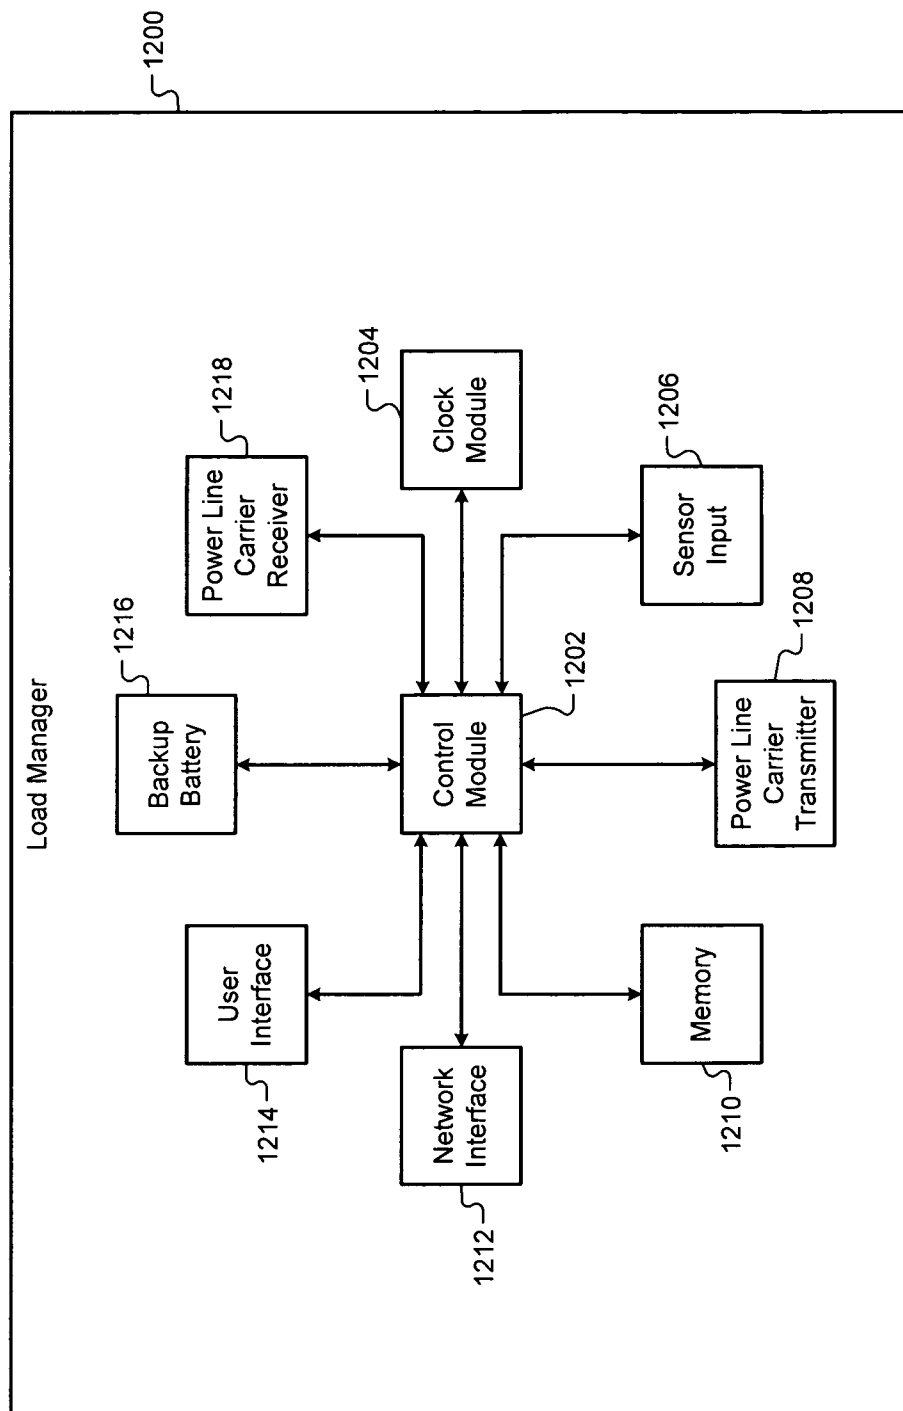 Load Manager
1200
User
Interface
1214
Backup
Battery
1216
Power Line
Carrier
Receiver
1218
Network
Interface
1212
Control
Module
1202
Clock
Module
1204
Memory
1210
Power Line
Carrier
Transmitter
1208
Sensor
Input
1206